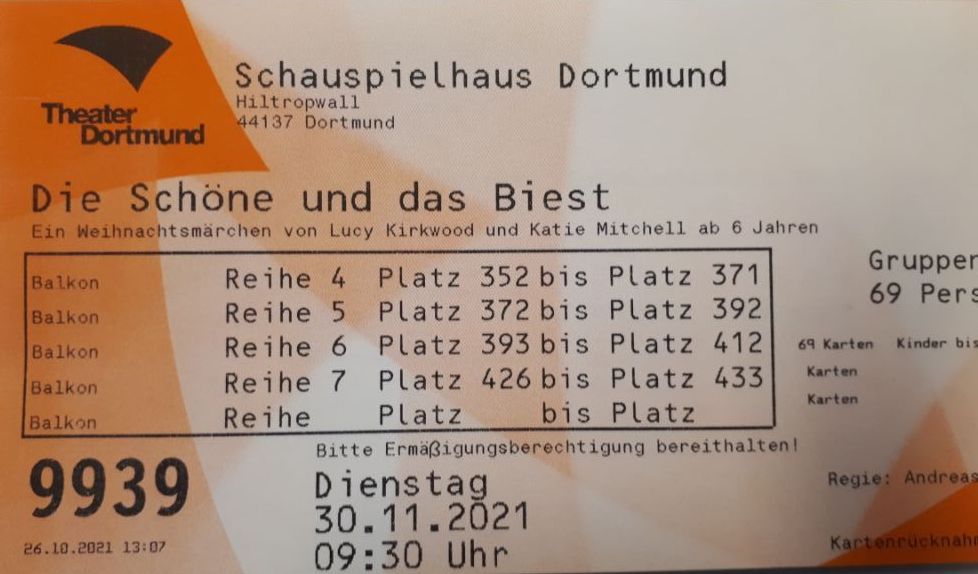 Theater
Dortmund
Schauspielhaus Dortmund
Hiltropwall
44137 Dortmund
Die Schöne und das Biest
Ein Weihnachtsmärchen von Lucy Kirkwood und Katie Mitchell ab 6 Jahren
Balkon Reihe 4 Platz 352 bis Platz 371
Balkon Reihe 5 Platz 372 bis Platz 392
Balkon Reihe 6 Platz 393 bis Platz 412
Balkon Reihe 7 Platz 426 bis Platz 433
Balkon Reihe Platz bis Platz
Gruppen
69 Pers
69 Karten Kinder bis
Karten
Karten
Bitte Ermäßigungsberechtigung bereithalten!
9939
26.10.2021 13:07
Dienstag
30.11.2021
09:30 Uhr
Regie: Andreas
Kartenrücknahm